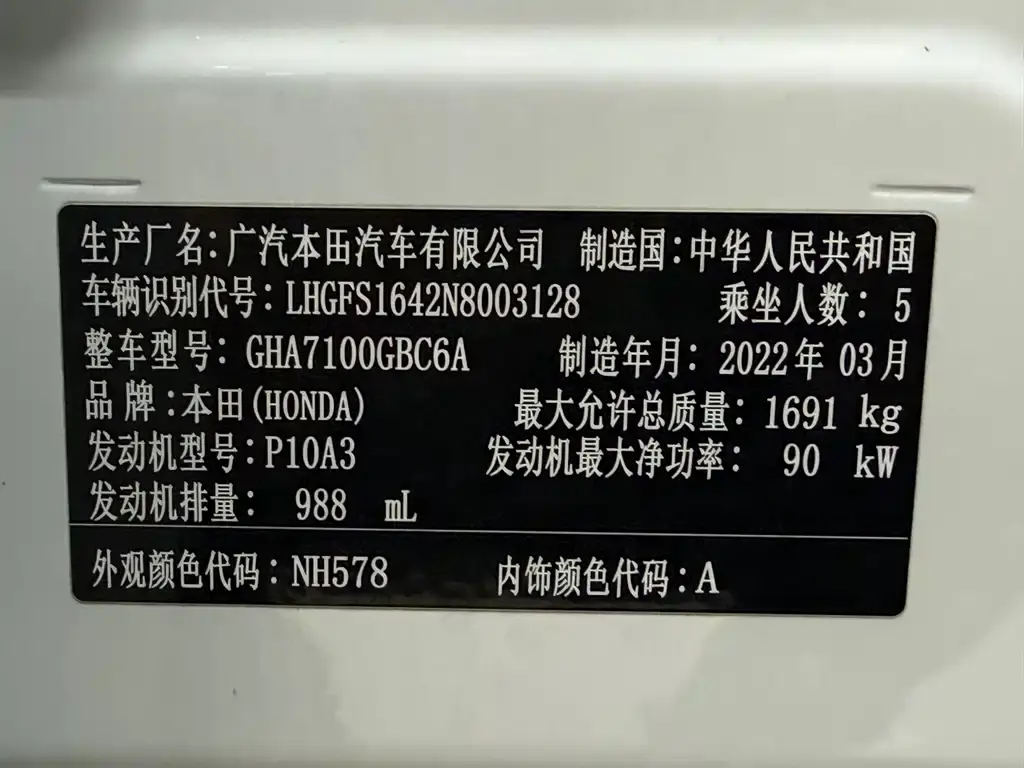 生产厂名：广汽本田汽车有限公司 制造国：中华人民共和国
车辆识别代号：LHGFS1642N8003128 乘坐人数：5
整车型号：GHA7100GBC6A 制造年月：2022年 03月
品 牌：本田(HONDA) 最大允许总质量：1691 kg
发动机型号：P10A3 发动机最大净功率：90 kW
发动机排量：988 mL
外观颜色代码：NH578 内饰颜色代码：A